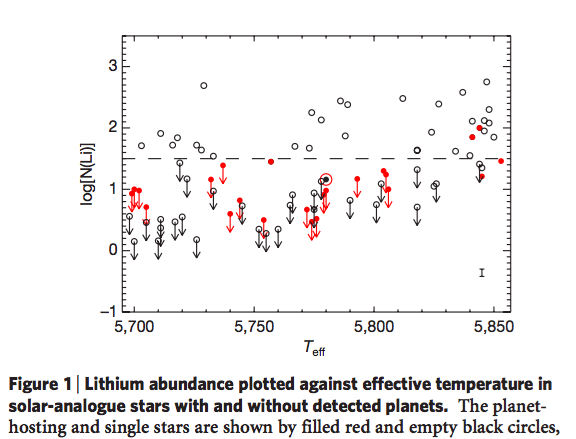 3
2
log[N(Li)]
1
0
−1
5,700 5,750 5,800 5,850
Teff
Figure 1 | Lithium abundance plotted against effective temperature in
solar-analogue stars with and without detected planets. The planet-
hosting and single stars are shown by filled red and empty black circles,